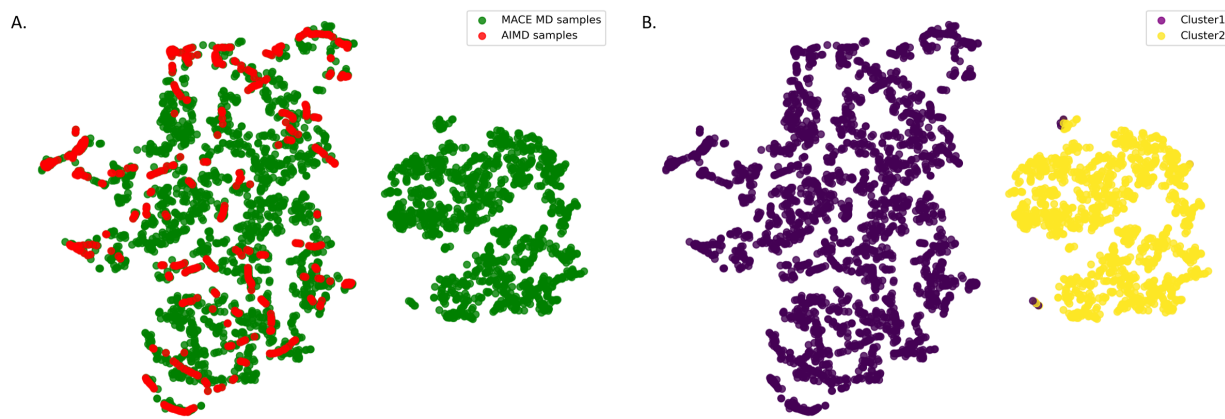 A.
MACE MD samples
AIMD samples
B.
Cluster1
Cluster2